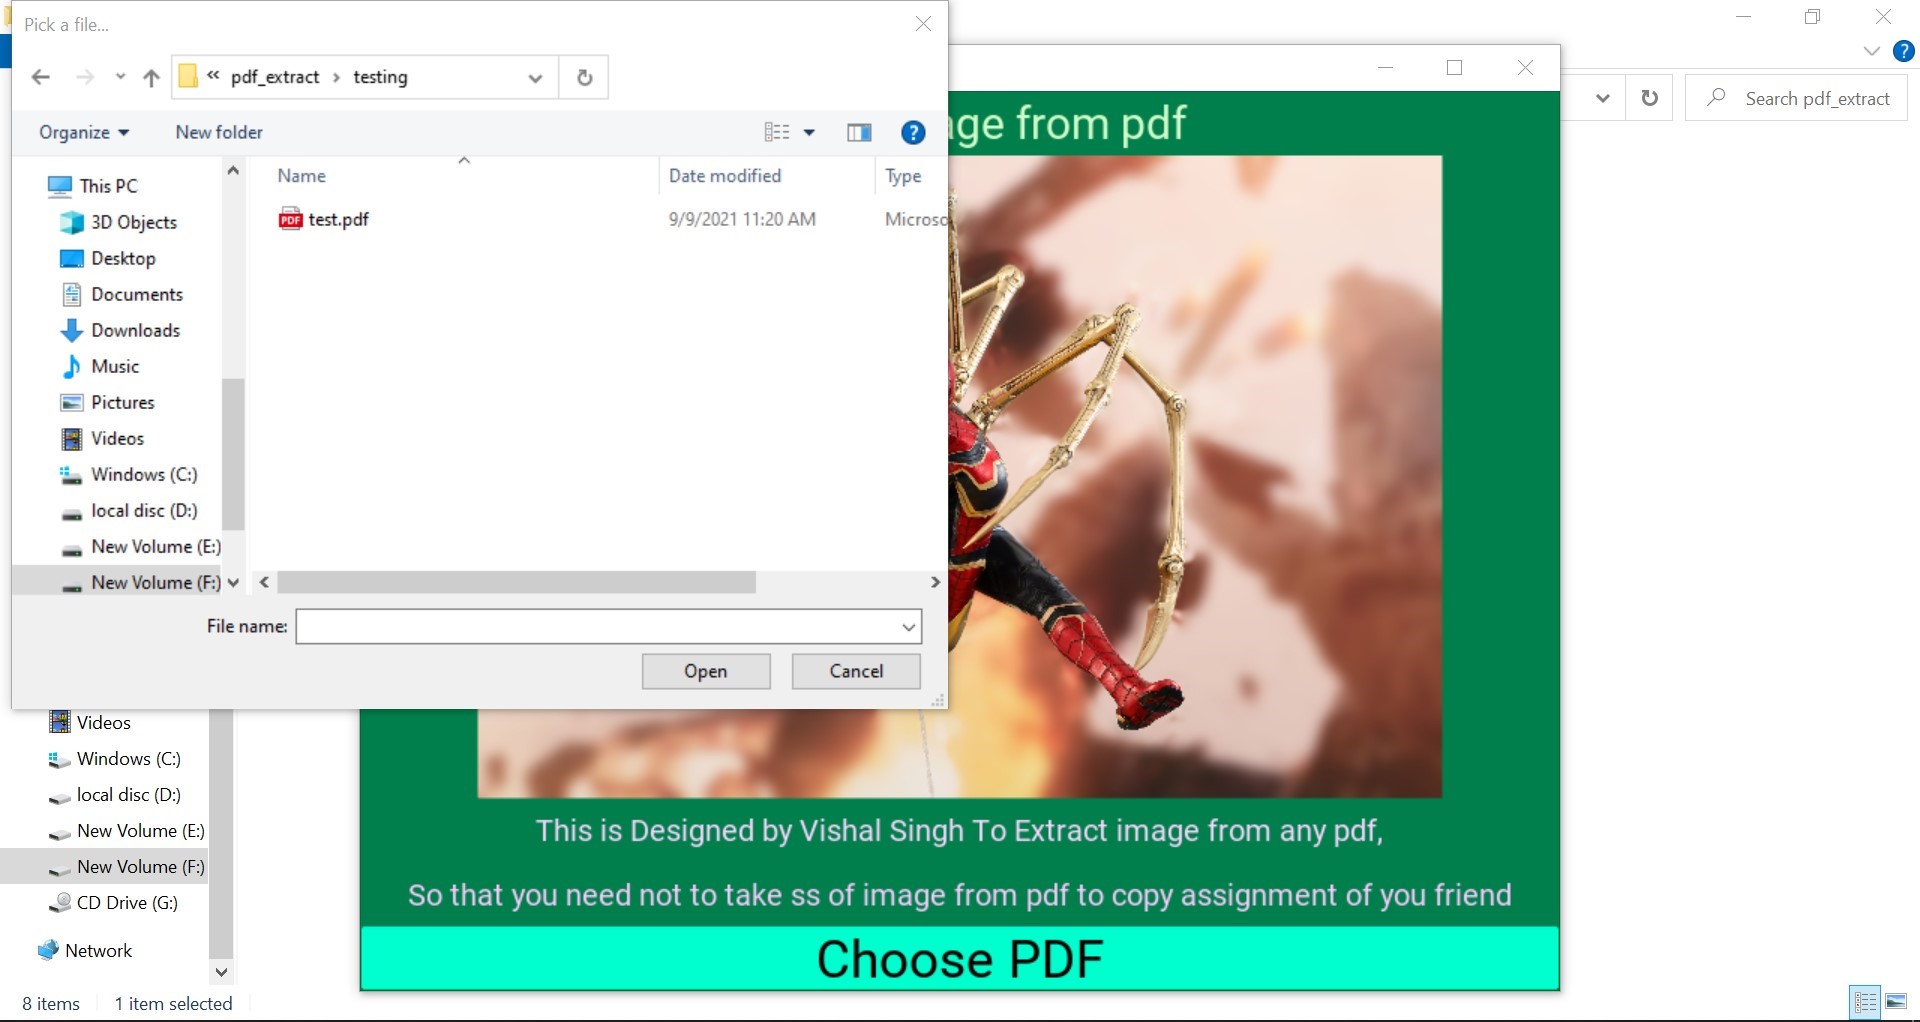 Pick a file...
« pdf_extract › testing
Organize
New folder
?
Name
Date modified
Type
PDF test.pdf
9/9/2021 11:20 AM
Microso
This PC
3D Objects
Desktop
Documents
Downloads
Music
Pictures
Videos
Windows (C:)
local disc (D:)
New Volume (E:)
New Volume (F:)
File name:
Open
Cancel
?
Search pdf_extract
age from pdf
Videos
Windows (C:)
local disc (D:)
New Volume (E:)
New Volume (F:)
CD Drive (G:)
Network
8 items
1 item selected
This is Designed by Vishal Singh To Extract image from any pdf,
So that you need not to take ss of image from pdf to copy assignment of you friend
Choose PDF